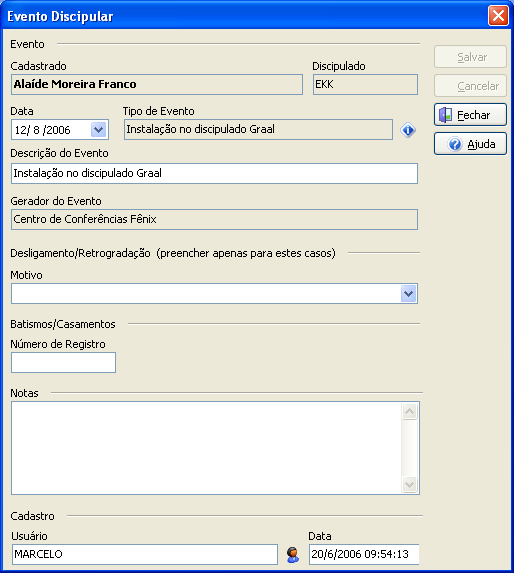 Evento Discipular
Evento
Cadastrado Discipulado
Alaíde Moreira Franco EKK
Salvar
Cancelar
Data Tipo de Evento
12/ 8 /2006 Instalação no discipulado Graal
Fechar
Ajuda
Descrição do Evento
Instalação no discipulado Graal
Gerador do Evento
Centro de Conferências Fênix
Desligamento/Retrogradação (preencher apenas para estes casos)
Motivo
Batismos/Casamentos
Número de Registro
Notas
Cadastro
Usuário Data
MARCELO 20/6/2006 09:54:13